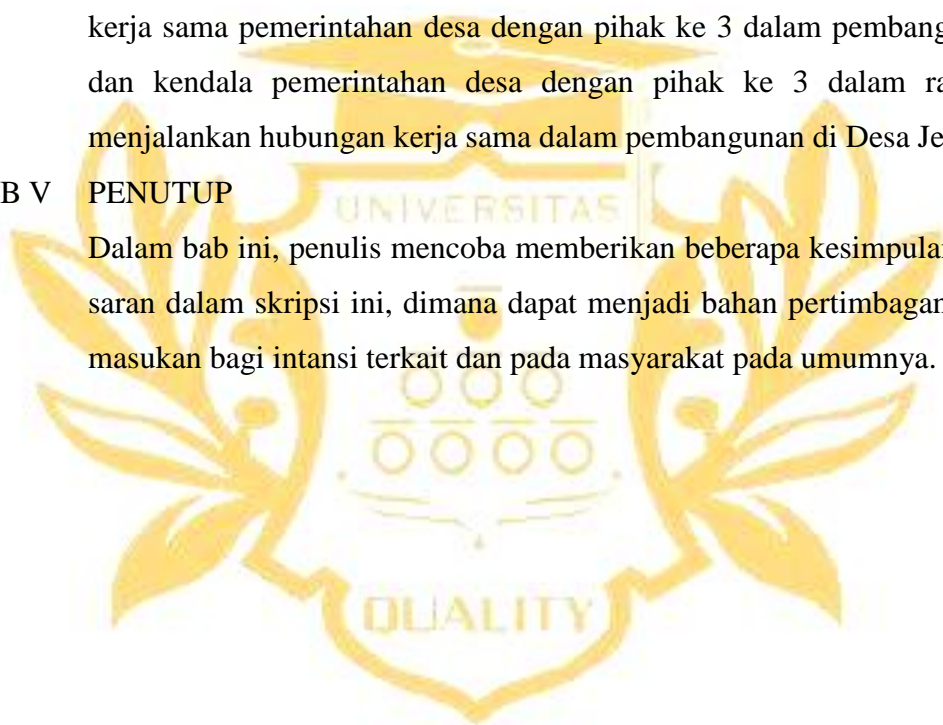 kerja sama pemerintahan desa dengan pihak ke 3 dalam pembang
dan kendala pemerintahan desa dengan pihak ke 3 dalam ra
menjalankan hubungan kerja sama dalam pembangunan di Desa Je
B V PENUTUP
UNIVERSITAS
Dalam bab ini, penulis mencoba memberikan beberapa kesimpulan
saran dalam skripsi ini, dimana dapat menjadi bahan pertimbagan
masukan bagi intansi terkait dan pada masyarakat pada umumnya.
QUALITY